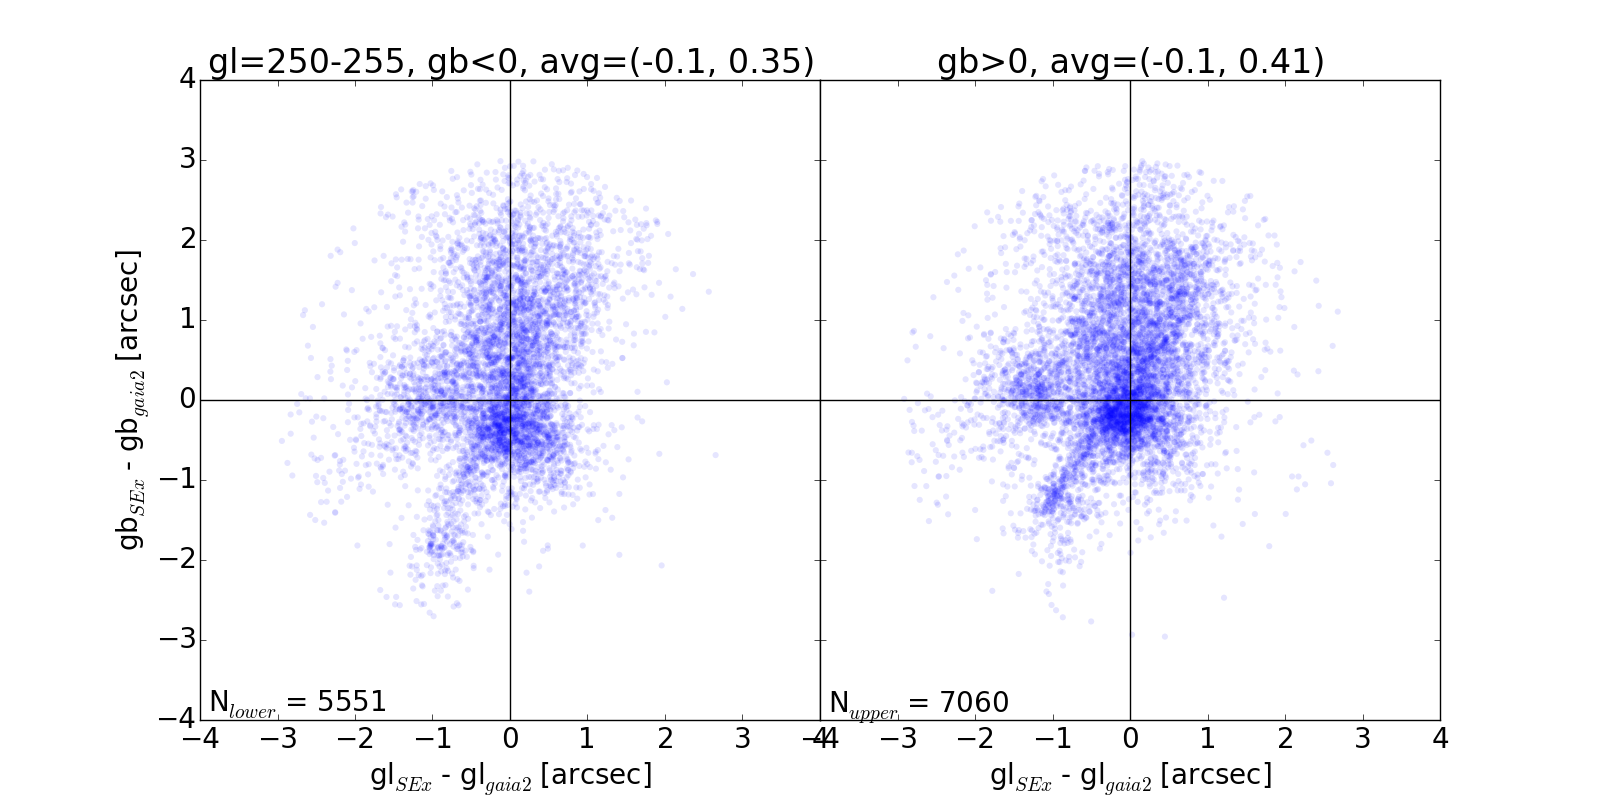 gl=250-255, gb<0, avg=(-0.1, 0.35)
gb>0, avg=(-0.1, 0.41)
4
3
2
1
0
−1
−2
−3
−4
gb_SEx - gb_gaia2 [arcsec]
N_lower = 5551
N_upper = 7060
−4 −3 −2 −1 0 1 2 3 4
−4 −3 −2 −1 0 1 2 3 4
gl_SEx - gl_gaia2 [arcsec]
gl_SEx - gl_gaia2 [arcsec]